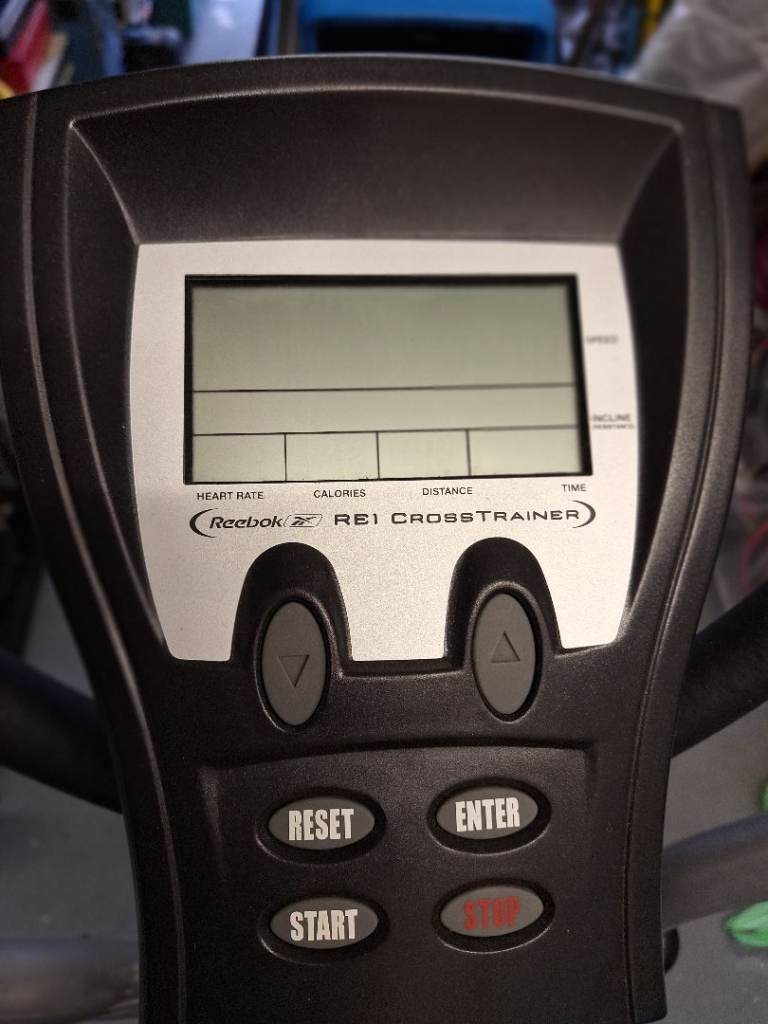 SPEED
INCLINE
RESISTANCE
HEART RATE CALORIES DISTANCE TIME
Reebok RE1 CROSSTRAINER
RESET ENTER
START STOP